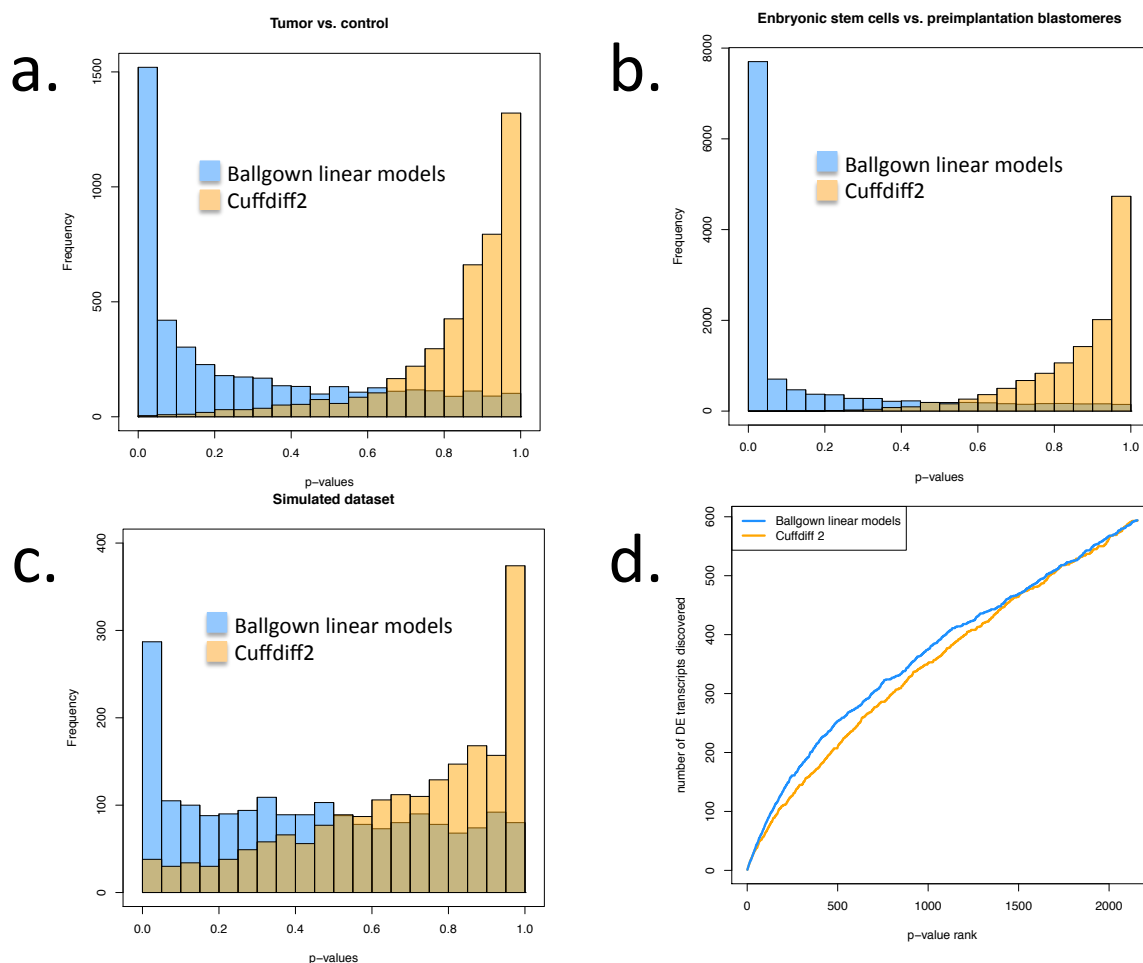 a.
Tumor vs. control
Frequency
1500
1000
500
0
Ballgown linear models
Cuffdiff2
0.0 0.2 0.4 0.6 0.8 1.0
p-values
b.
Enbryonic stem cells vs. preimplantation blastomeres
Frequency
8000
6000
4000
2000
0
Ballgown linear models
Cuffdiff2
0.0 0.2 0.4 0.6 0.8 1.0
p-values
c.
Simulated dataset
Frequency
400
300
200
100
0
Ballgown linear models
Cuffdiff2
0.0 0.2 0.4 0.6 0.8 1.0
p-values
d.
Ballgown linear models
Cuffdiff 2
number of DE transcripts discovered
600
500
400
300
200
100
0
0 500 1000 1500 2000
p-value rank